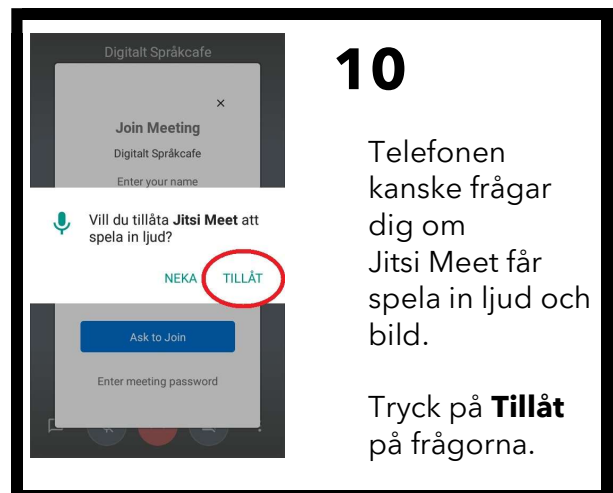 Digitalt Språkcafe
Join Meeting
Digitalt Språkcafe
Enter your name
Vill du tillåta Jitsi Meet att
spela in ljud?
NEKA TILLÅT
Ask to Join
Enter meeting password
10
Telefonen
kanske frågar
dig om
Jitsi Meet får
spela in ljud och
bild.
Tryck på Tillåt
på frågorna.